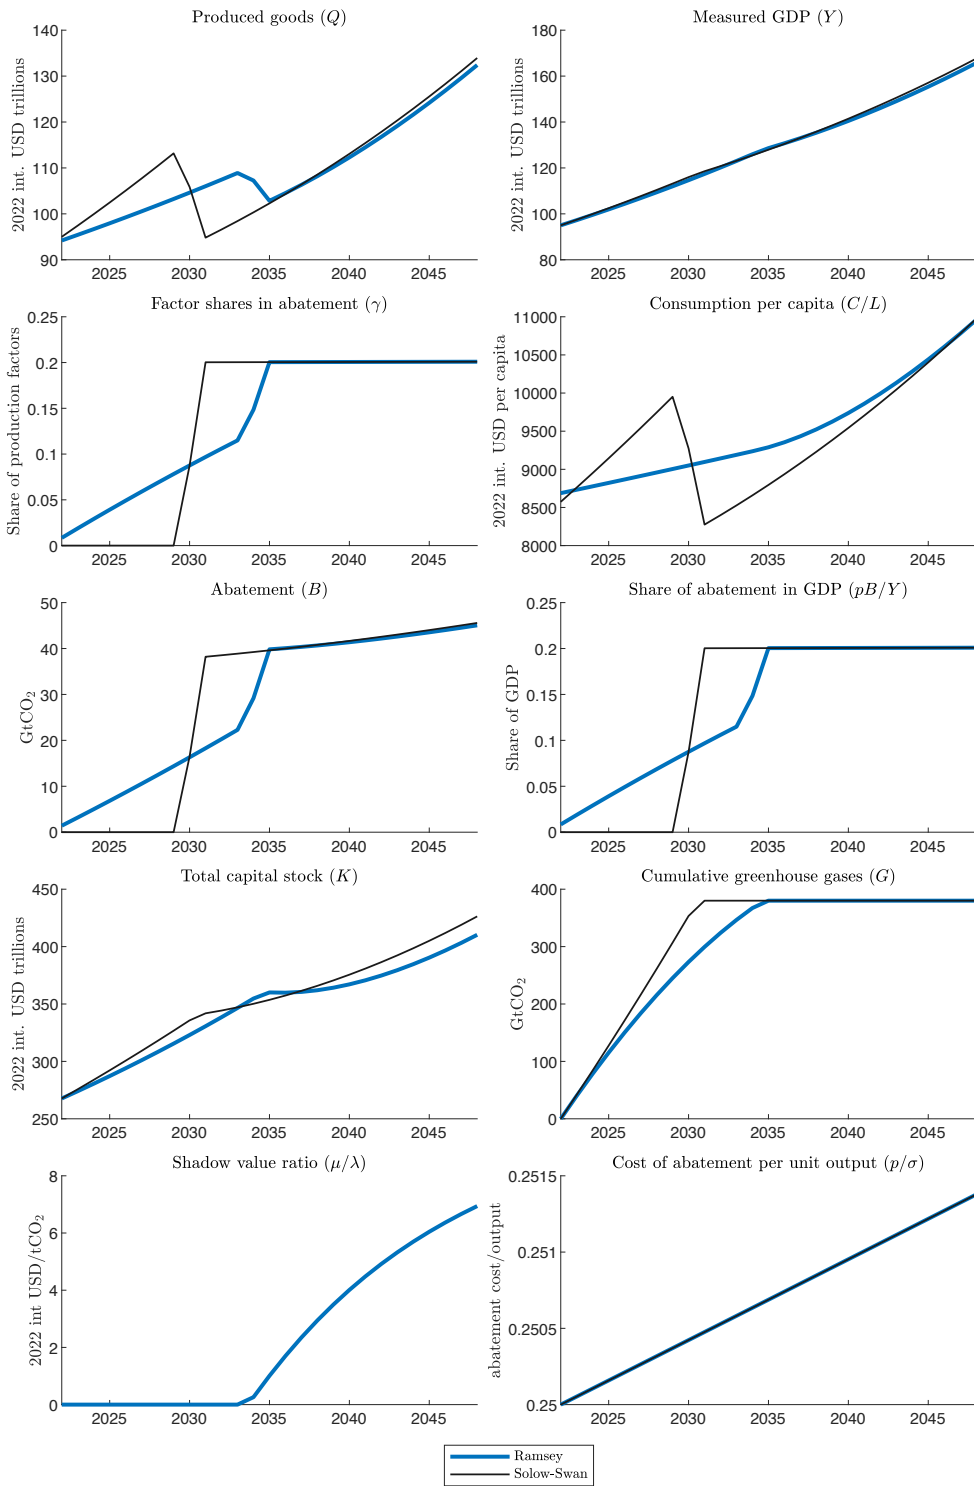 Produced goods (Q)
2022 int. USD trillions
140
130
120
110
100
90
2025 2030 2035 2040 2045
Measured GDP (Y)
2022 int. USD trillions
180
160
140
120
100
80
2025 2030 2035 2040 2045
Factor shares in abatement (γ)
Share of production factors
0.25
0.2
0.15
0.1
0.05
0
2025 2030 2035 2040 2045
Consumption per capita (C/L)
2022 int. USD per capita
11000
10500
10000
9500
9000
8500
8000
2025 2030 2035 2040 2045
Abatement (B)
GtCO₂
50
40
30
20
10
0
2025 2030 2035 2040 2045
Share of abatement in GDP (pB/Y)
Share of GDP
0.25
0.2
0.15
0.1
0.05
0
2025 2030 2035 2040 2045
Total capital stock (K)
2022 int. USD trillions
450
400
350
300
250
2025 2030 2035 2040 2045
Cumulative greenhouse gases (G)
GtCO₂
400
300
200
100
0
2025 2030 2035 2040 2045
Shadow value ratio (μ/λ)
2022 int USD/tCO₂
8
6
4
2
0
2025 2030 2035 2040 2045
Cost of abatement per unit output (p/σ)
abatement cost/output
0.2515
0.251
0.2505
0.25
2025 2030 2035 2040 2045
Ramsey
Solow-Swan